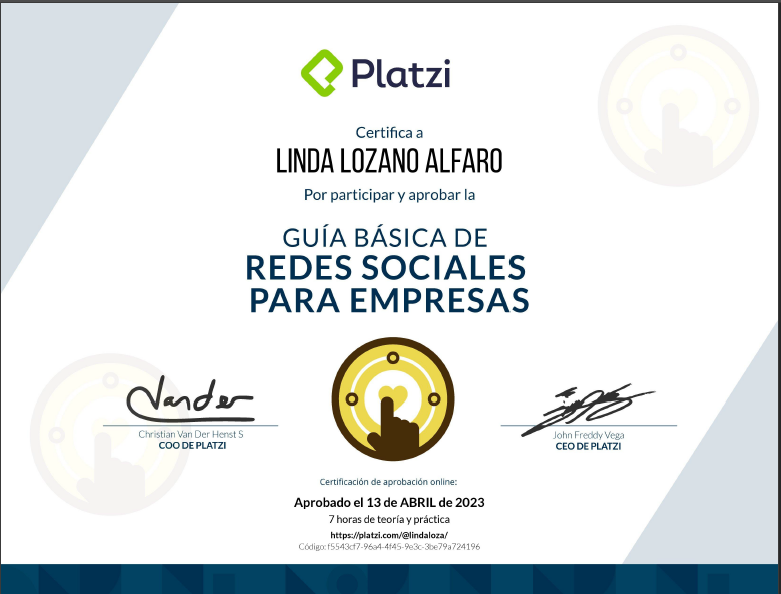 Platzi
Certifica a
LINDA LOZANO ALFARO
Por participar y aprobar la
GUÍA BÁSICA DE
REDES SOCIALES
PARA EMPRESAS
Vander
Christian Van Der Henst S
COO DE PLATZI
John Freddy Vega
CEO DE PLATZI
Certificación de aprobación online:
Aprobado el 13 de ABRIL de 2023
7 horas de teoría y práctica
https://platzi.com/@lindaloza/
Código: f5543cf7-96a4-4f45-9e3c-3be79a724196